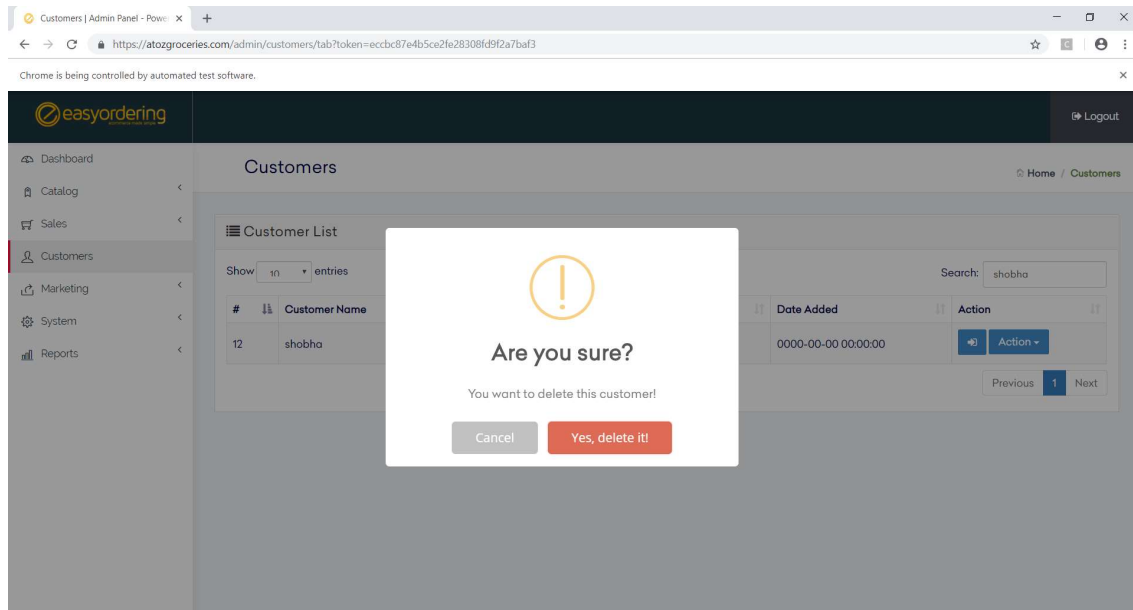 Customers | Admin Panel - Powe
https://atozgroceries.com/admin/customers/tab?token=eccbc87e4b5ce2fe28308fd9f2a7baf3
Chrome is being controlled by automated test software.
easyordering
Logout
Dashboard
Catalog
Sales
Customers
Marketing
System
Reports
Customers
Home / Customers
Customer List
Show 10 entries
Search: shobha
# Customer Name Date Added Action
12 shobha 0000-00-00 00:00:00 Action
Previous 1 Next
Are you sure?
You want to delete this customer!
Cancel Yes, delete it!